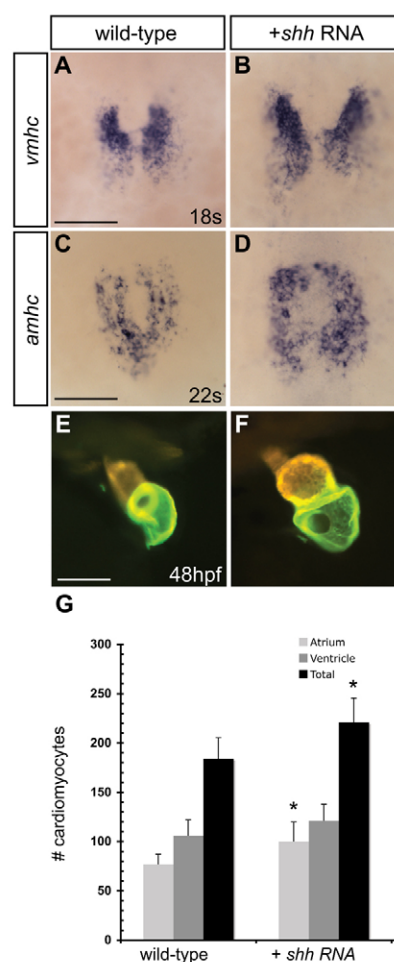 wild-type
+shh RNA
vmhc
A
B
18s
amhc
C
D
22s
E
F
48hpf
G
300
250
200
150
100
50
0
# cardiomyocytes
Atrium
Ventricle
Total
*
*
wild-type
+ shh RNA